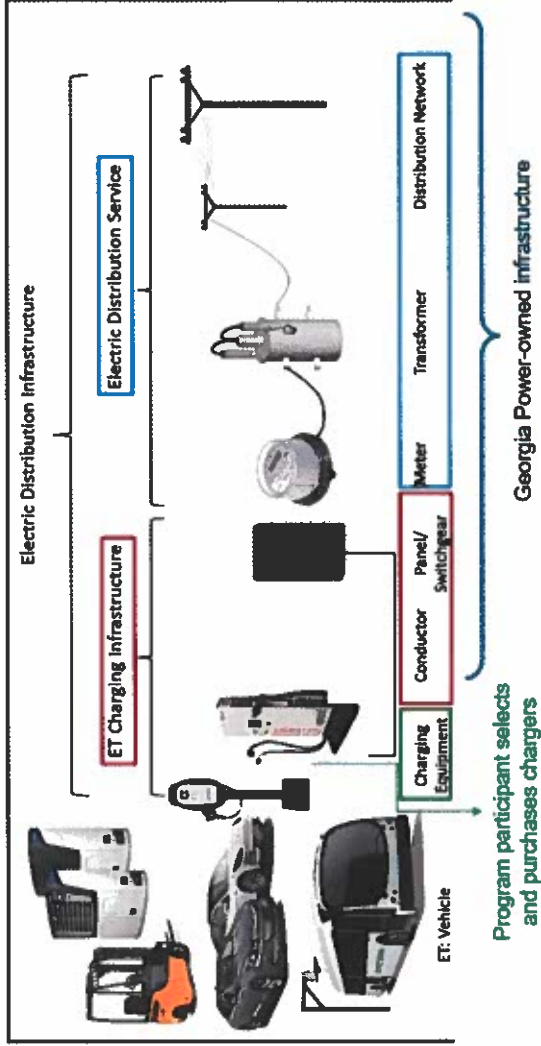 Electric Distribution Infrastructure
ET Charging Infrastructure
Electric Distribution Service
ET: Vehicle
Charging
Equipment
Conductor
Panel/
Switchgear
Meter
Transformer
Distribution Network
Program participant selects
and purchases chargers
Georgia Power-owned infrastructure